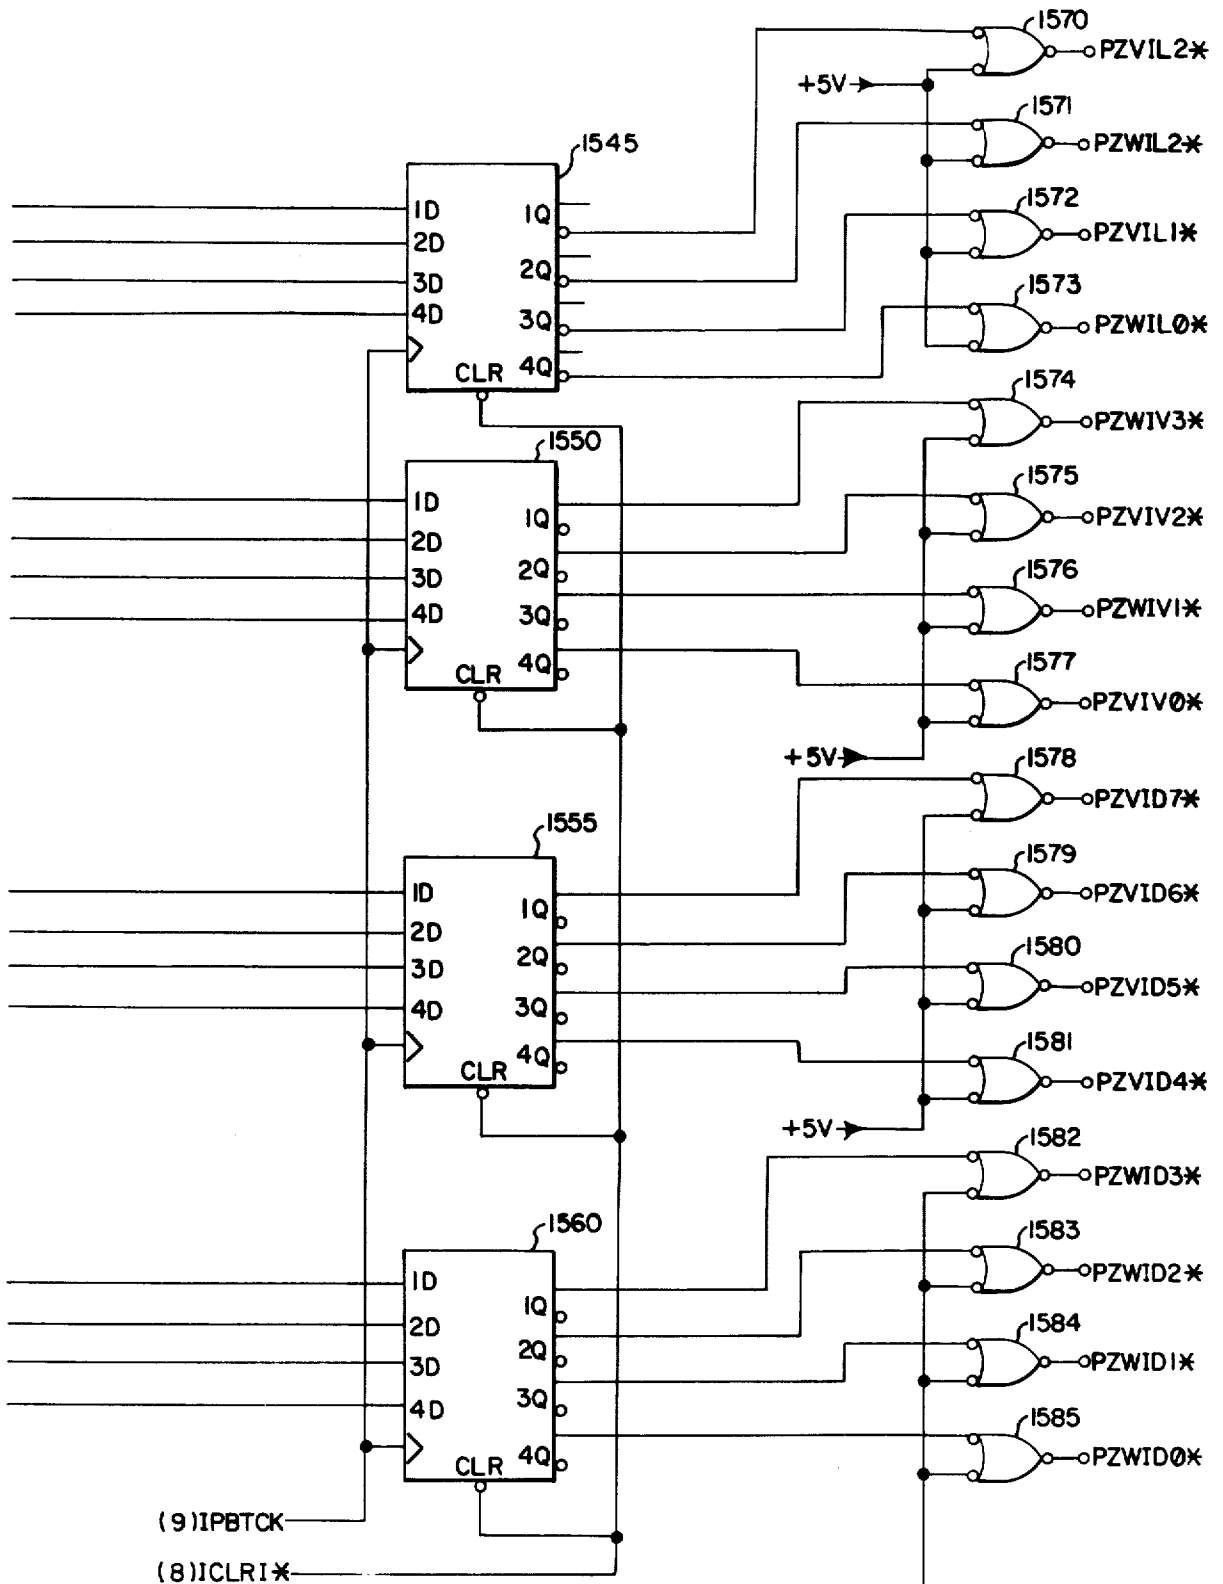 1570
PZVIL2*
+5V
1571
PZWIL2*
1545
1D
2D
3D
4D
1Q
2Q
3Q
4Q
CLR
1572
PZVIL1*
1573
PZWIL0*
1574
PZWIV3*
1550
1D
2D
3D
4D
1Q
2Q
3Q
4Q
CLR
1575
PZVIV2*
1576
PZWIV1*
1577
PZVIV0*
+5V
1578
PZVID7*
1555
1D
2D
3D
4D
1Q
2Q
3Q
4Q
CLR
1579
PZVID6*
1580
PZVID5*
1581
PZVID4*
+5V
1582
PZWID3*
1560
1D
2D
3D
4D
1Q
2Q
3Q
4Q
CLR
1583
PZWID2*
1584
PZWID1*
1585
PZWID0*
(9)IPBTCK
(8)ICLRI*